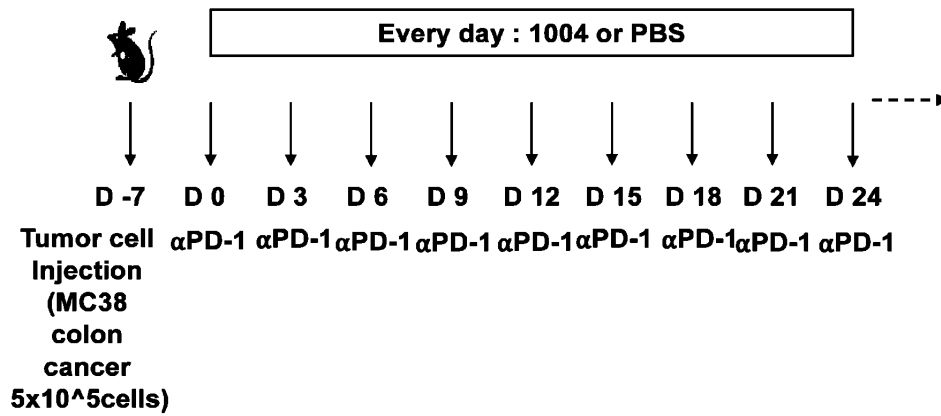 Every day : 1004 or PBS
D -7 D 0 D 3 D 6 D 9 D 12 D 15 D 18 D 21 D 24
Tumor cell αPD-1 αPD-1 αPD-1 αPD-1 αPD-1 αPD-1 αPD-1 αPD-1 αPD-1
Injection
(MC38
colon
cancer
5x10^5cells)